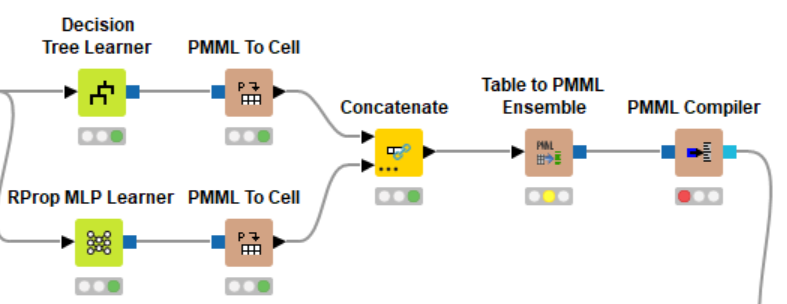 Decision
Tree Learner
PMML To Cell
Concatenate
Table to PMML
Ensemble
PMML Compiler
RProp MLP Learner
PMML To Cell
P
P
PMML